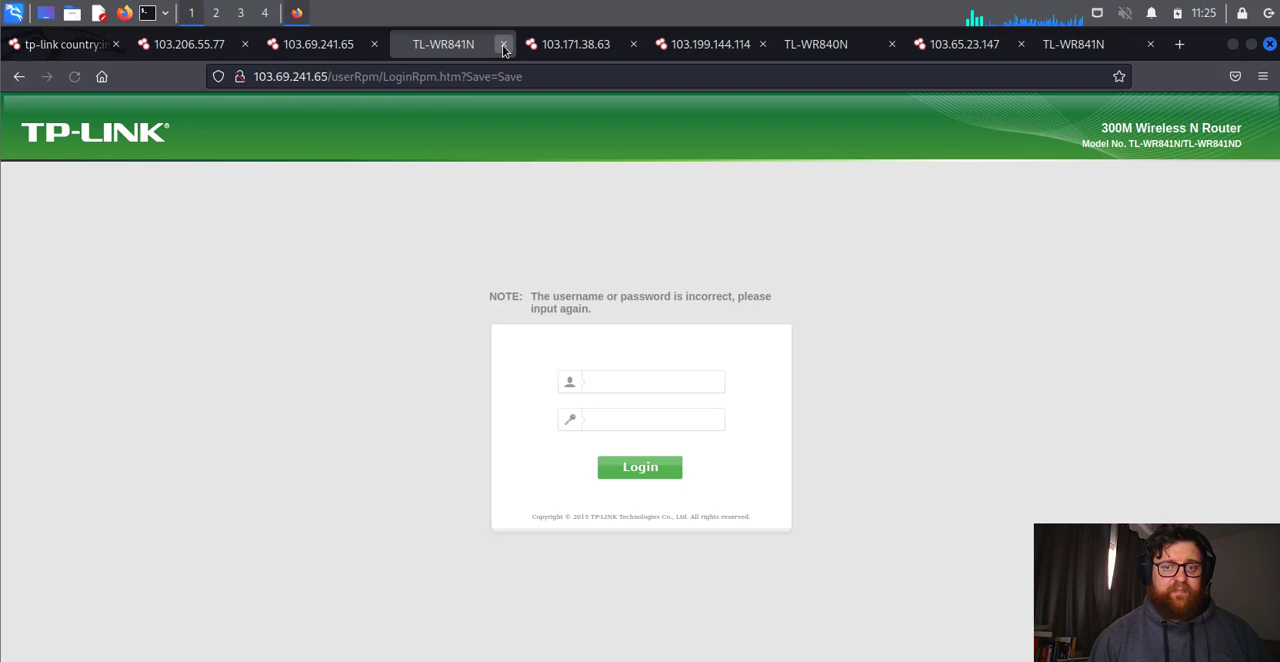 1
2
3
4
11:25
tp-link country:in
103.206.55.77
103.69.241.65
TL-WR841N
103.171.38.63
103.199.144.114
TL-WR840N
103.65.23.147
TL-WR841N
103.69.241.65/userRpm/LoginRpm.htm?Save=Save
TP-LINK®
300M Wireless N Router
Model No. TL-WR841N/TL-WR841ND
NOTE: The username or password is incorrect, please
input again.
Login
Copyright © 2015 TP-LINK Technologies Co., Ltd. All rights reserved.